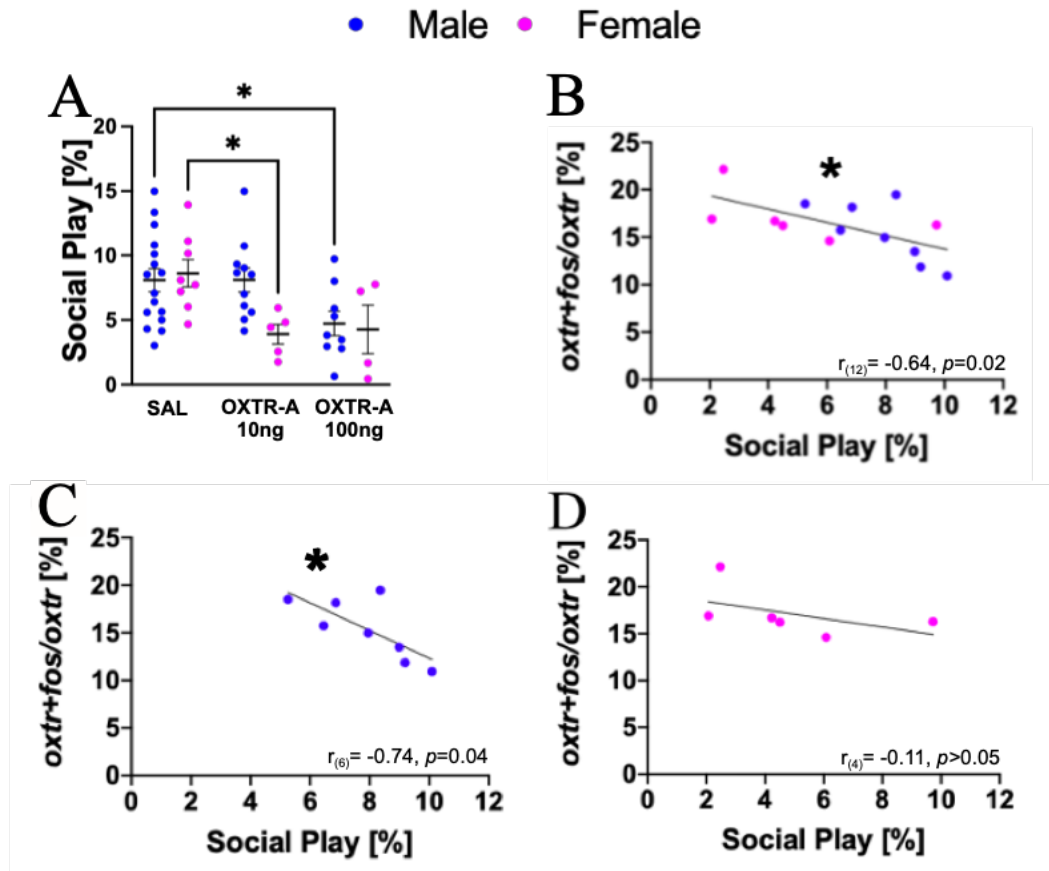 Male Female
A
*
*
Social Play [%]
20
15
10
5
0
SAL
OXTR-A
10ng
OXTR-A
100ng
B
*
oxtr+fos/oxtr [%]
25
20
15
10
5
0
r(12)= -0.64, p=0.02
0 2 4 6 8 10 12
Social Play [%]
C
*
oxtr+fos/oxtr [%]
25
20
15
10
5
0
r(6)= -0.74, p=0.04
0 2 4 6 8 10 12
Social Play [%]
D
oxtr+fos/oxtr [%]
25
20
15
10
5
0
r(4)= -0.11, p>0.05
0 2 4 6 8 10 12
Social Play [%]